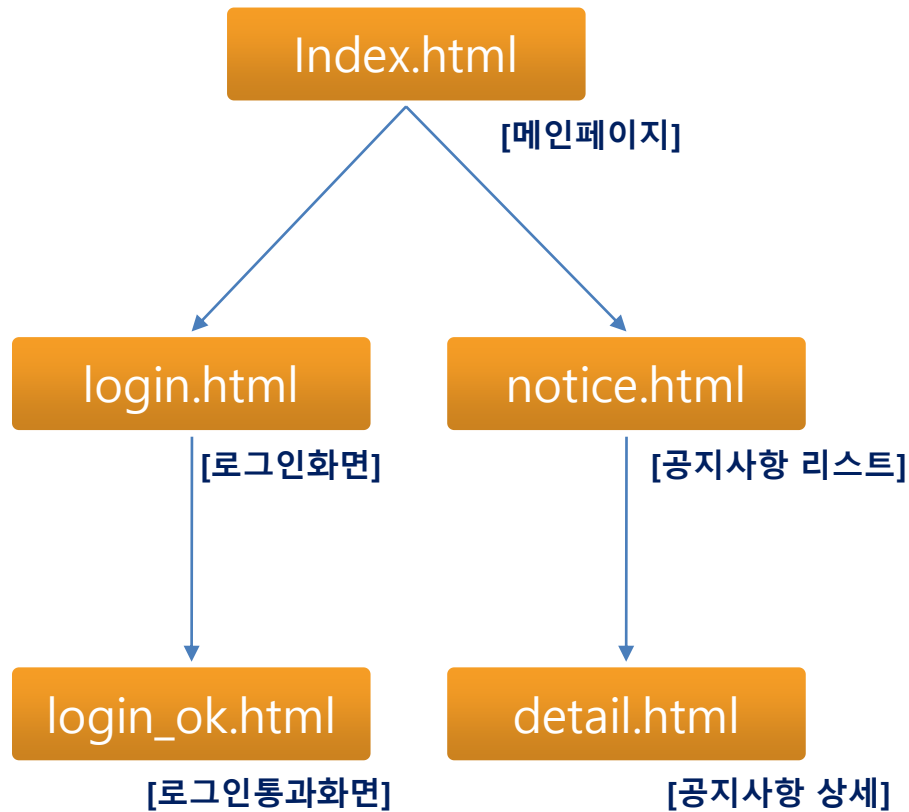 Index.html
[메인페이지]
login.html
notice.html
[로그인화면]
[공지사항 리스트]
login_ok.html
detail.html
[로그인통과화면]
[공지사항 상세]